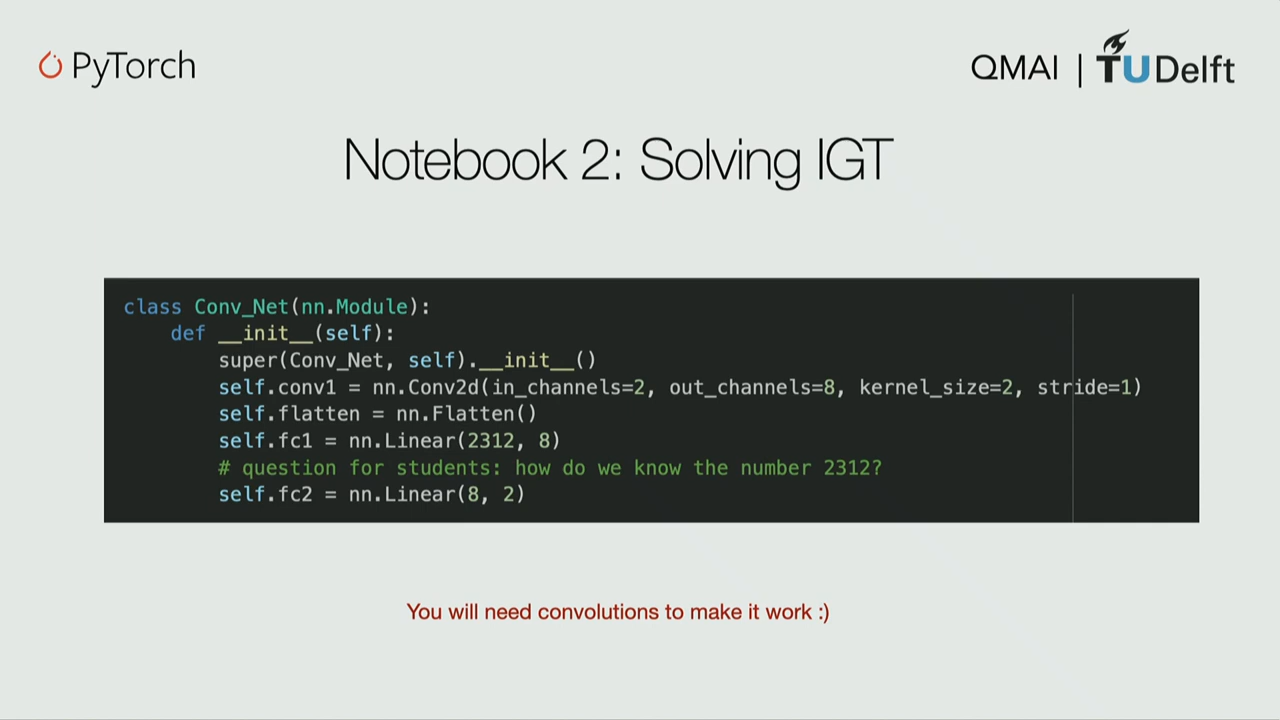 PyTorch
QMAI | TUDelft
Notebook 2: Solving IGT
class Conv_Net(nn.Module):
    def __init__(self):
        super(Conv_Net, self).__init__()
        self.conv1 = nn.Conv2d(in_channels=2, out_channels=8, kernel_size=2, stride=1)
        self.flatten = nn.Flatten()
        self.fc1 = nn.Linear(2312, 8)
        # question for students: how do we know the number 2312?
        self.fc2 = nn.Linear(8, 2)
You will need convolutions to make it work :)